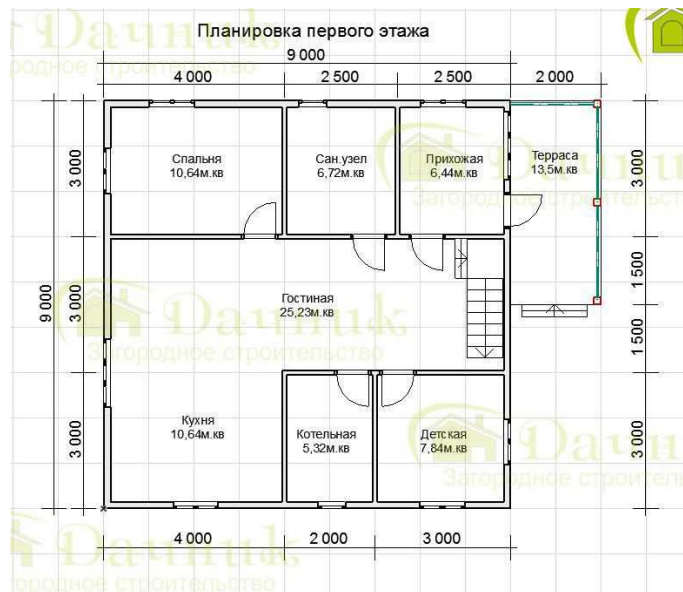 Планировка первого этажа
9 000
4 000
2 500
2 500
2 000
Спальня
10,64м.кв
Сан.узел
6,72м.кв
Прихожая
6,44м.кв
Терраса
13,5м.кв
3 000
3 000
Гостиная
25,23м.кв
9 000
3 000
1 500
1 500
Кухня
10,64м.кв
Котельная
5,32м.кв
Детская
7,84м.кв
3 000
3 000
4 000
2 000
3 000
Дачник
Загородное строительство